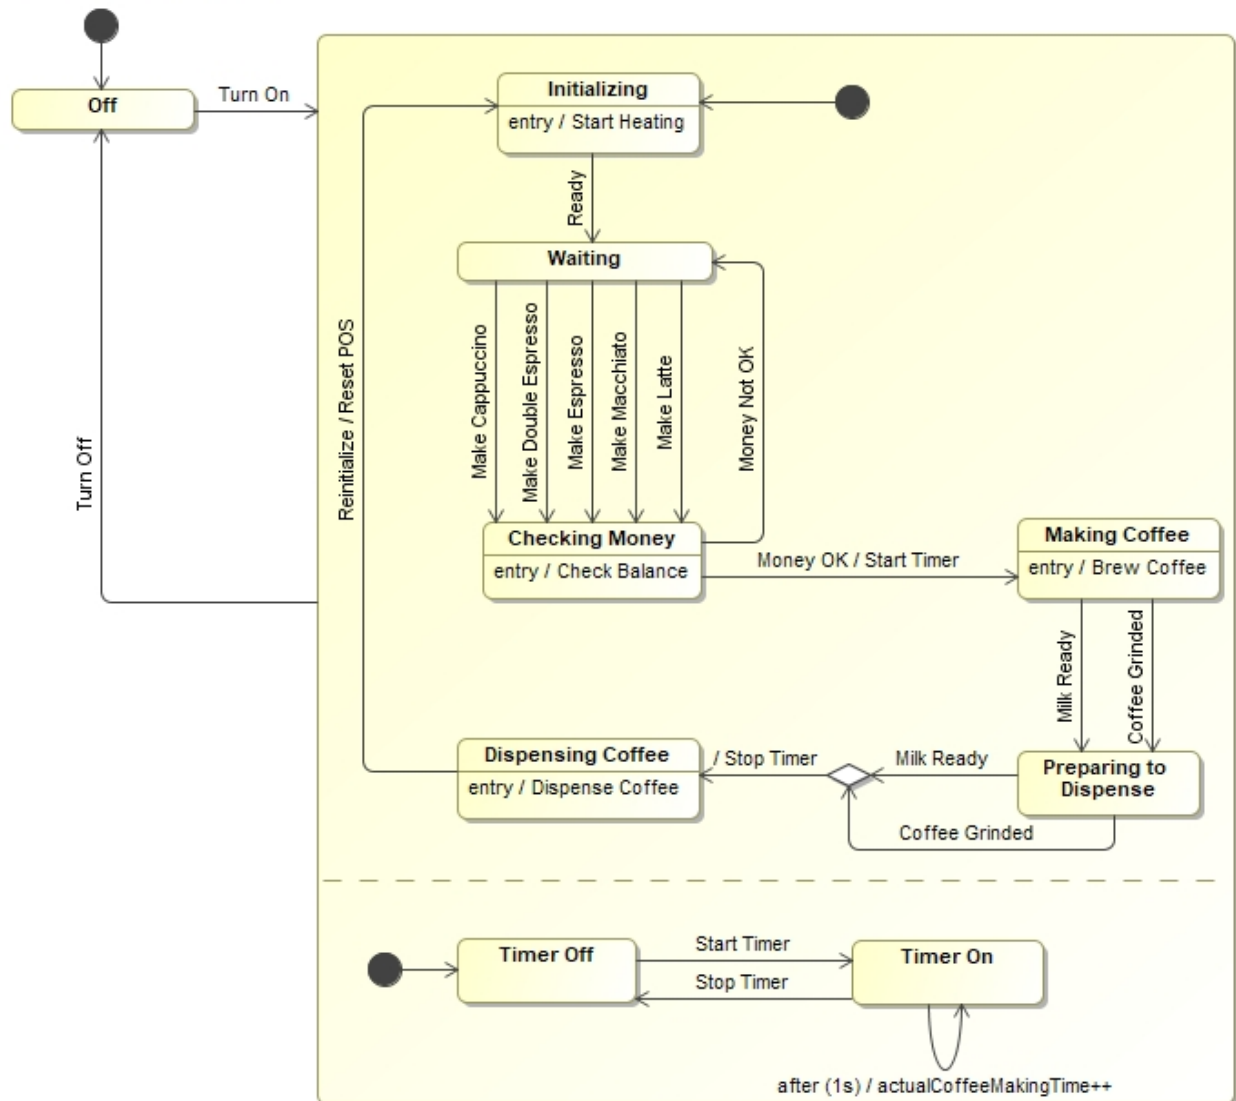 Off
Turn On
Initializing
entry / Start Heating
Ready
Waiting
Make Cappuccino
Make Double Espresso
Make Espresso
Make Macchiato
Make Latte
Money Not OK
Reinitialize / Reset POS
Turn Off
Checking Money
entry / Check Balance
Money OK / Start Timer
Making Coffee
entry / Brew Coffee
Milk Ready
Coffee Grinded
Dispensing Coffee
entry / Dispense Coffee
/ Stop Timer
Milk Ready
Preparing to
Dispense
Coffee Grinded
Timer Off
Start Timer
Stop Timer
Timer On
after (1s) / actualCoffeeMakingTime++